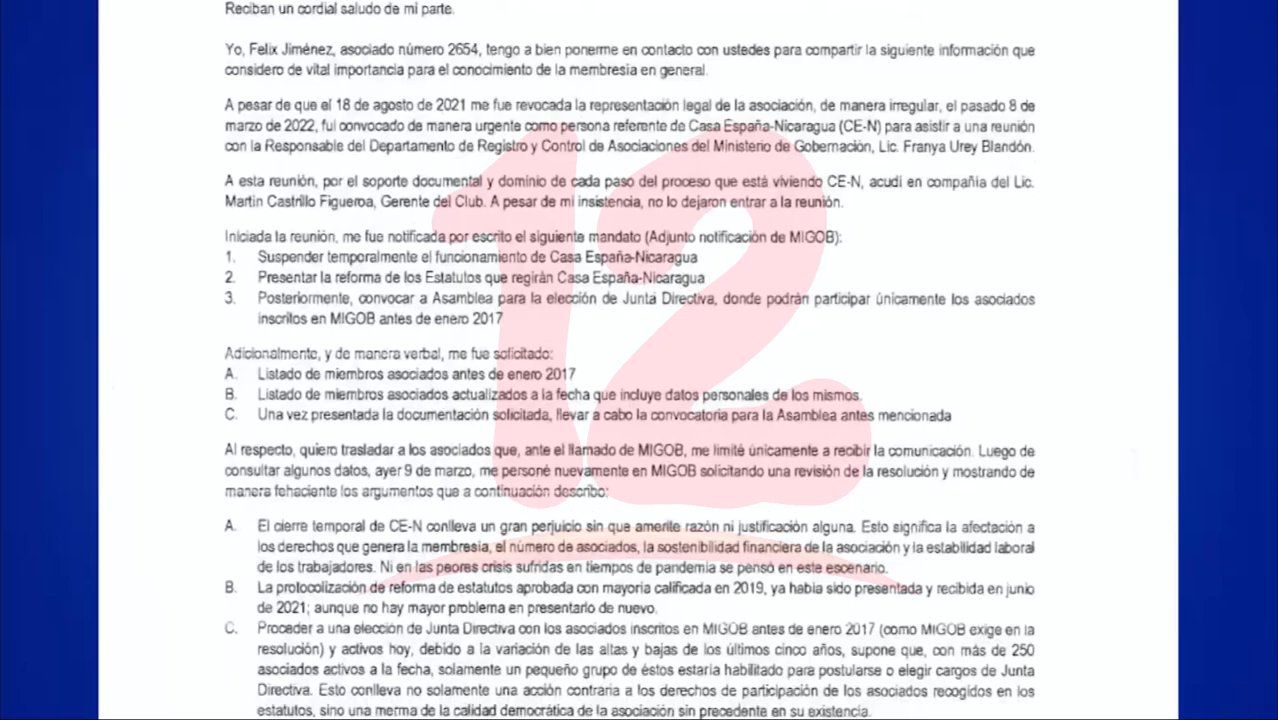 Reciban un cordial saludo de mi parte.
Yo, Felix Jiménez, asociado número 2654, tengo a bien ponerme en contacto con ustedes para compartir la siguiente información que
considero de vital importancia para el conocimiento de la membresía en general.
A pesar de que el 18 de agosto de 2021 me fue revocada la representación legal de la asociación, de manera irregular, el pasado 8 de
marzo de 2022, fui convocado de manera urgente como persona referente de Casa España-Nicaragua (CE-N) para asistir a una reunión
con la Responsable del Departamento de Registro y Control de Asociaciones del Ministerio de Gobernación, Lic. Franya Urey Blandón.
A esta reunión, por el soporte documental y dominio de cada paso del proceso que está viviendo CE-N, acudí en compañía del Lic.
Martin Castrillo Figueroa, Gerente del Club. A pesar de mi insistencia, no lo dejaron entrar a la reunión.
Iniciada la reunión, me fue notificada por escrito el siguiente mandato (Adjunto notificación de MIGOB):
1. Suspender temporalmente el funcionamiento de Casa España-Nicaragua
2. Presentar la reforma de los Estatutos que regirán Casa España-Nicaragua
3. Posteriormente, convocar a Asamblea para la elección de Junta Directiva, donde podrán participar únicamente los asociados
inscritos en MIGOB antes de enero 2017
Adicionalmente, y de manera verbal, me fue solicitado:
A. Listado de miembros asociados antes de enero 2017
B. Listado de miembros asociados actualizados a la fecha que incluye datos personales de los mismos.
C. Una vez presentada la documentación solicitada, llevar a cabo la convocatoria para la Asamblea antes mencionada
Al respecto, quiero trasladar a los asociados que, ante el llamado de MIGOB, me limité únicamente a recibir la comunicación. Luego de
consultar algunos datos, ayer 9 de marzo, me personé nuevamente en MIGOB solicitando una revisión de la resolución y mostrando de
manera fehaciente los argumentos que a continuación describo:
A. El cierre temporal de CE-N conlleva un gran perjuicio sin que amerite razón ni justificación alguna. Esto significa la afectación a
los derechos que genera la membresía, el número de asociados, la sostenibilidad financiera de la asociación y la estabilidad laboral
de los trabajadores. Ni en las peores crisis sufridas en tiempos de pandemia se pensó en este escenario.
B. La protocolización de reforma de estatutos aprobada con mayoría calificada en 2019, ya había sido presentada y recibida en junio
de 2021; aunque no hay mayor problema en presentarlo de nuevo.
C. Proceder a una elección de Junta Directiva con los asociados inscritos en MIGOB antes de enero 2017 (como MIGOB exige en la
resolución) y activos hoy, debido a la variación de las altas y bajas de los últimos cinco años, supone que, con más de 250
asociados activos a la fecha, solamente un pequeño grupo de éstos estaría habilitado para postularse o elegir cargos de Junta
Directiva. Esto conlleva no solamente una acción contraria a los derechos de participación de los asociados recogidos en los
estatutos, sino una merma de la calidad democrática de la asociación sin precedente en su existencia.
12